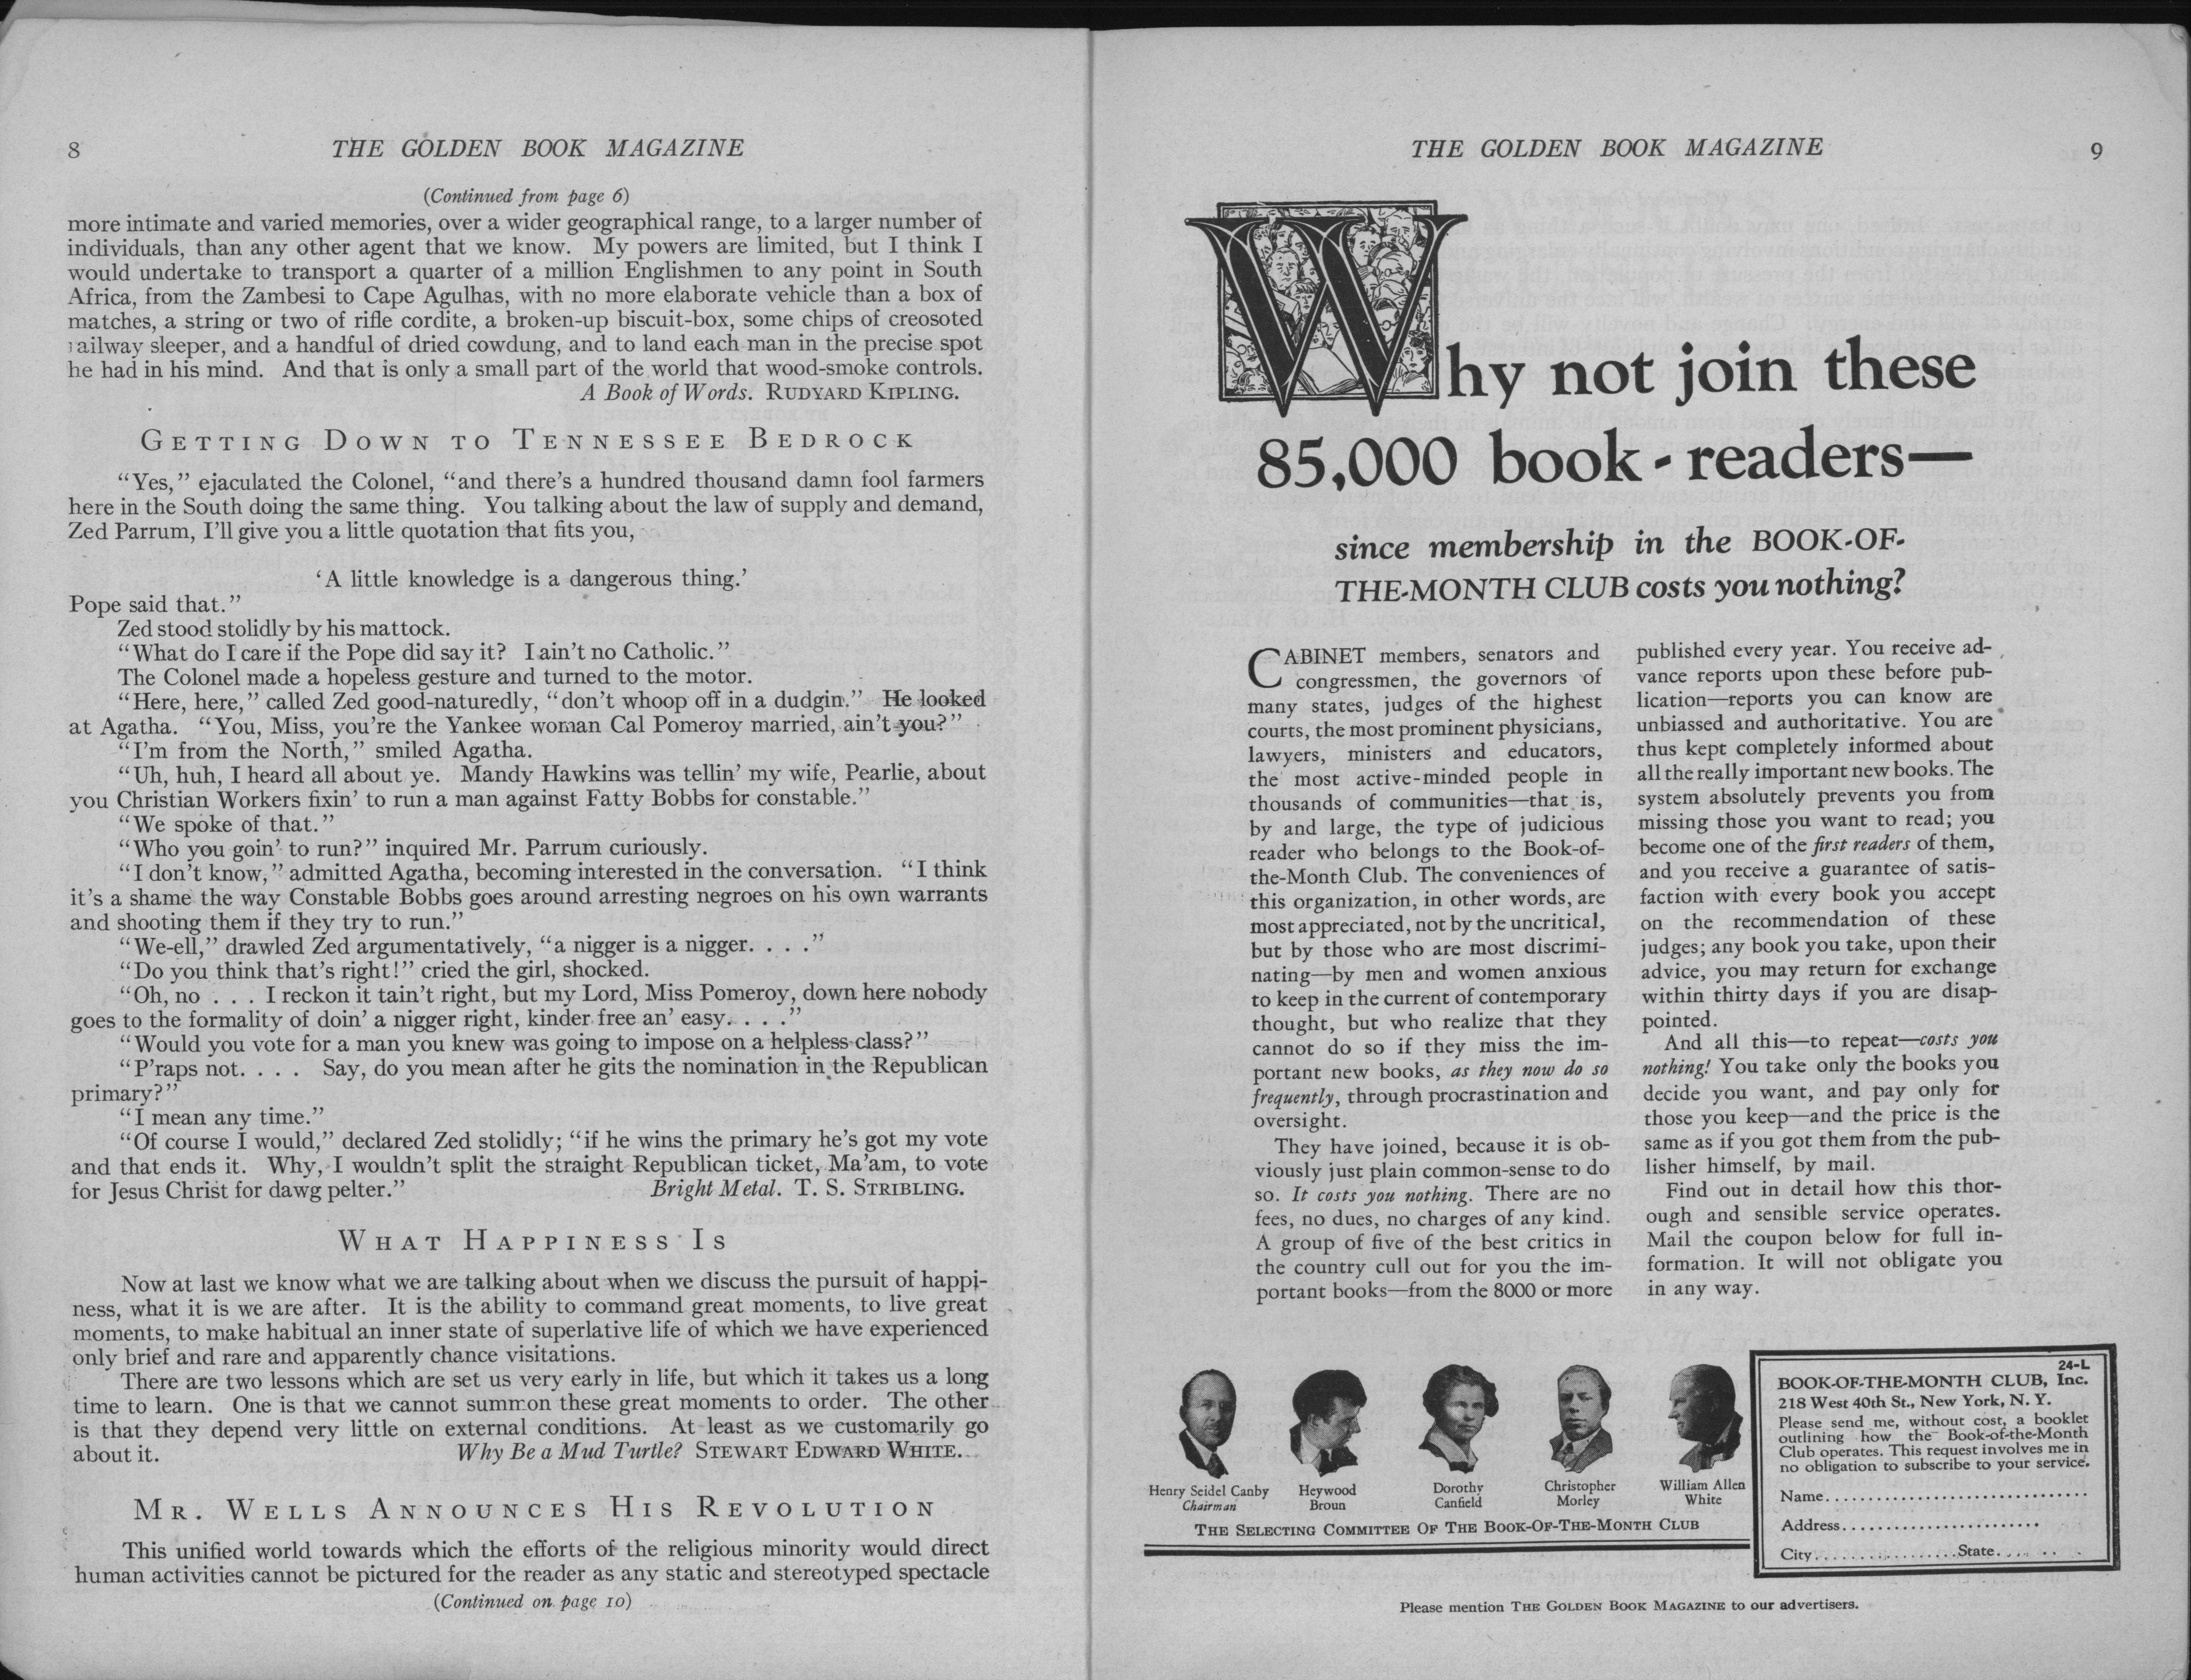 8
THE GOLDEN BOOK MAGAZINE
(Continued from page 6)
more intimate and varied memories, over a wider geographical range, to a larger number of
individuals, than any other agent that we know. My powers are limited, but I think I
would undertake to transport a quarter of a million Englishmen to any point in South
Africa, from the Zambesi to Cape Agulhas, with no more elaborate vehicle than a box of
matches, a string or two of rifle cordite, a broken-up biscuit-box, some chips of creosoted
railway sleeper, and a handful of dried cowdung, and to land each man in the precise spot
he had in his mind. And that is only a small part of the world that wood-smoke controls.
A Book of Words. RUDYARD KIPLING.
GETTING DOWN TO TENNESSEE BEDROCK
“Yes,” ejaculated the Colonel, “and there’s a hundred thousand damn fool farmers
here in the South doing the same thing. You talking about the law of supply and demand,
Zed Parrum, I’ll give you a little quotation that fits you,
‘A little knowledge is a dangerous thing.’
Pope said that.”
Zed stood stolidly by his mattock.
“What do I care if the Pope did say it? I ain’t no Catholic.”
The Colonel made a hopeless gesture and turned to the motor.
“Here, here,” called Zed good-naturedly, “don’t whoop off in a dudgin.” He looked
at Agatha. “You, Miss, you’re the Yankee woman Cal Pomeroy married, ain’t you?”
“I’m from the North,” smiled Agatha.
“Uh, huh, I heard all about ye. Mandy Hawkins was tellin’ my wife, Pearlie, about
you Christian Workers fixin’ to run a man against Fatty Bobbs for constable.”
“We spoke of that.”
“Who you goin’ to run?” inquired Mr. Parrum curiously.
“I don’t know,” admitted Agatha, becoming interested in the conversation. “I think
it’s a shame the way Constable Bobbs goes around arresting negroes on his own warrants
and shooting them if they try to run.”
“We-ell,” drawled Zed argumentatively, “a nigger is a nigger. . . .”
“Do you think that’s right!” cried the girl, shocked.
“Oh, no . . . I reckon it tain’t right, but my Lord, Miss Pomeroy, down here nobody
goes to the formality of doin’ a nigger right, kinder free an’ easy. . . .”
“Would you vote for a man you knew was going to impose on a helpless class?”
“P’raps not. . . . Say, do you mean after he gits the nomination in the Republican
primary?”
“I mean any time.”
“Of course I would,” declared Zed stolidly; “if he wins the primary he’s got my vote
and that ends it. Why, I wouldn’t split the straight Republican ticket, Ma’am, to vote
for Jesus Christ for dawg pelter.” Bright Metal. T. S. STRIBLING.
WHAT HAPPINESS IS
Now at last we know what we are talking about when we discuss the pursuit of happi-
ness, what it is we are after. It is the ability to command great moments, to live great
moments, to make habitual an inner state of superlative life of which we have experienced
only brief and rare and apparently chance visitations.
There are two lessons which are set us very early in life, but which it takes us a long
time to learn. One is that we cannot summon these great moments to order. The other
is that they depend very little on external conditions. At least as we customarily go
about it. Why Be a Mud Turtle? STEWART EDWARD WHITE.
MR. WELLS ANNOUNCES HIS REVOLUTION
This unified world towards which the efforts of the religious minority would direct
human activities cannot be pictured for the reader as any static and stereotyped spectacle
(Continued on page 10)
THE GOLDEN BOOK MAGAZINE
9
Why not join these
85,000 book-readers—
since membership in the BOOK-OF-
THE-MONTH CLUB costs you nothing?
CABINET members, senators and
congressmen, the governors of
many states, judges of the highest
courts, the most prominent physicians,
lawyers, ministers and educators,
the most active-minded people in
thousands of communities—that is,
by and large, the type of judicious
reader who belongs to the Book-of-
the-Month Club. The conveniences of
this organization, in other words, are
most appreciated, not by the uncritical,
but by those who are most discrimi-
nating—by men and women anxious
to keep in the current of contemporary
thought, but who realize that they
cannot do so if they miss the im-
portant new books, as they now do so
frequently, through procrastination and
oversight.
They have joined, because it is ob-
viously just plain common-sense to do
so. It costs you nothing. There are no
fees, no dues, no charges of any kind.
A group of five of the best critics in
the country cull out for you the im-
portant books—from the 8000 or more
published every year. You receive ad-
vance reports upon these before pub-
lication—reports you can know are
unbiassed and authoritative. You are
thus kept completely informed about
all the really important new books. The
system absolutely prevents you from
missing those you want to read; you
become one of the first readers of them,
and you receive a guarantee of satis-
faction with every book you accept
on the recommendation of these
judges; any book you take, upon their
advice, you may return for exchange
within thirty days if you are disap-
pointed.
And all this—to repeat—costs you
nothing! You take only the books you
decide you want, and pay only for
those you keep—and the price is the
same as if you got them from the pub-
lisher himself, by mail.
Find out in detail how this thor-
ough and sensible service operates.
Mail the coupon below for full in-
formation. It will not obligate you
in any way.
Henry Seidel Canby
Chairman
Heywood
Broun
Dorothy
Canfield
Christopher
Morley
William Allen
White
THE SELECTING COMMITTEE OF THE BOOK-OF-THE-MONTH CLUB
24-L
BOOK-OF-THE-MONTH CLUB, Inc.
218 West 40th St., New York, N. Y.
Please send me, without cost, a booklet
outlining how the Book-of-the-Month
Club operates. This request involves me in
no obligation to subscribe to your service.
Name
Address
City State
Please mention THE GOLDEN BOOK MAGAZINE to our advertisers.